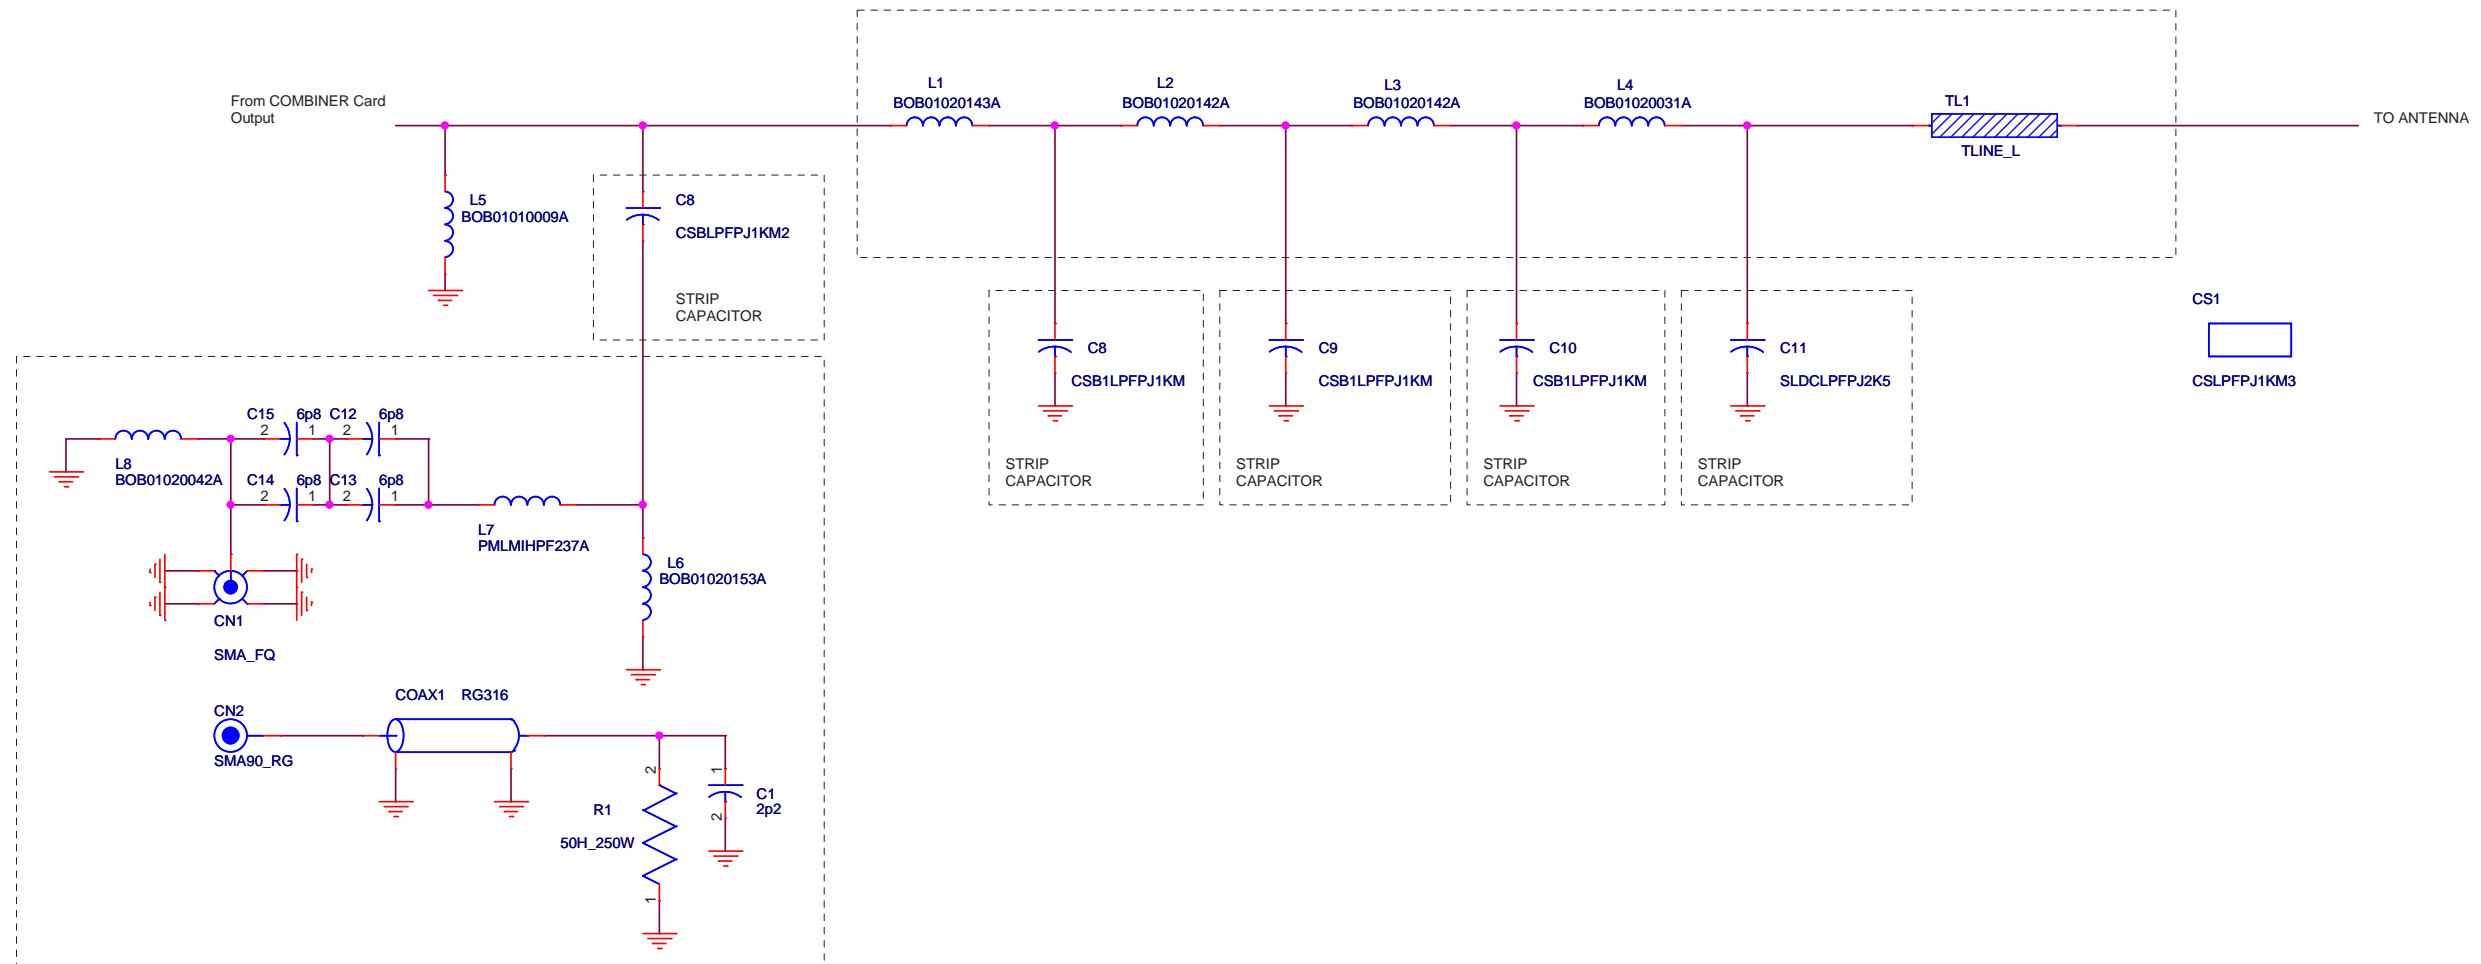 From COMBINER Card
Output
L1
BOB01020143A
L2
BOB01020142A
L3
BOB01020142A
L4
BOB01020031A
TL1
TLINE_L
TO ANTENNA
L5
BOB01010009A
C8
CSBLPFPJ1KM2
STRIP
CAPACITOR
C8
CSB1LPFPJ1KM
STRIP
CAPACITOR
C9
CSB1LPFPJ1KM
STRIP
CAPACITOR
C10
CSB1LPFPJ1KM
STRIP
CAPACITOR
C11
SLDCLPFPJ2K5
STRIP
CAPACITOR
CS1
CSLPFPJ1KM3
C15 6p8 C12 6p8
2 1 2 1
L8
BOB01020042A
C14 6p8 C13 6p8
2 1 2 1
L7
PMLMIHPF237A
L6
BOB01020153A
CN1
SMA_FQ
COAX1 RG316
CN2
SMA90_RG
2
1
R1
50H_250W
1
2
C1
2p2